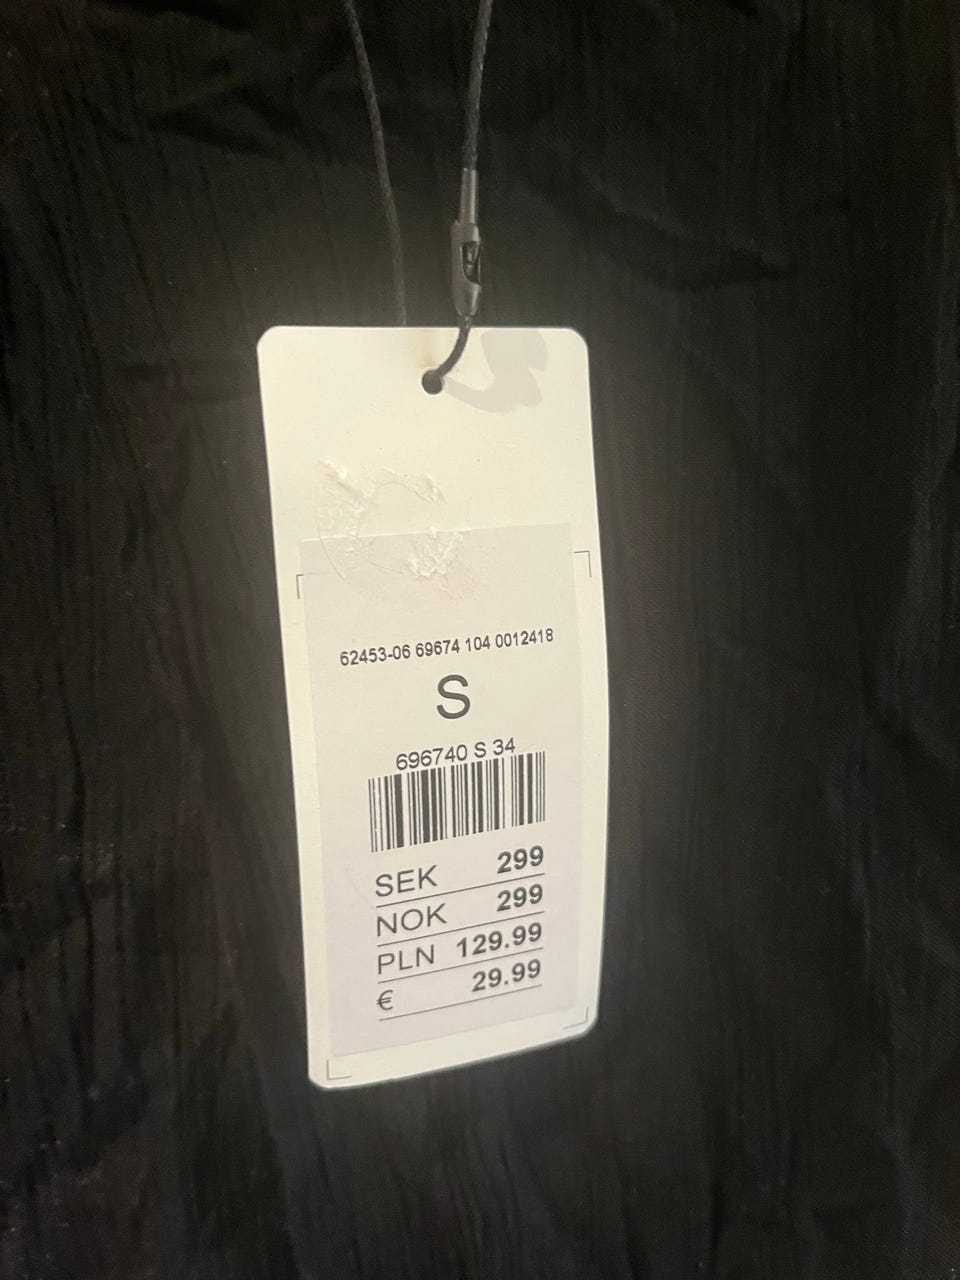 62453-06 69674 104 0012418
S
696740 S 34
SEK 299
NOK 299
PLN 129.99
€ 29.99